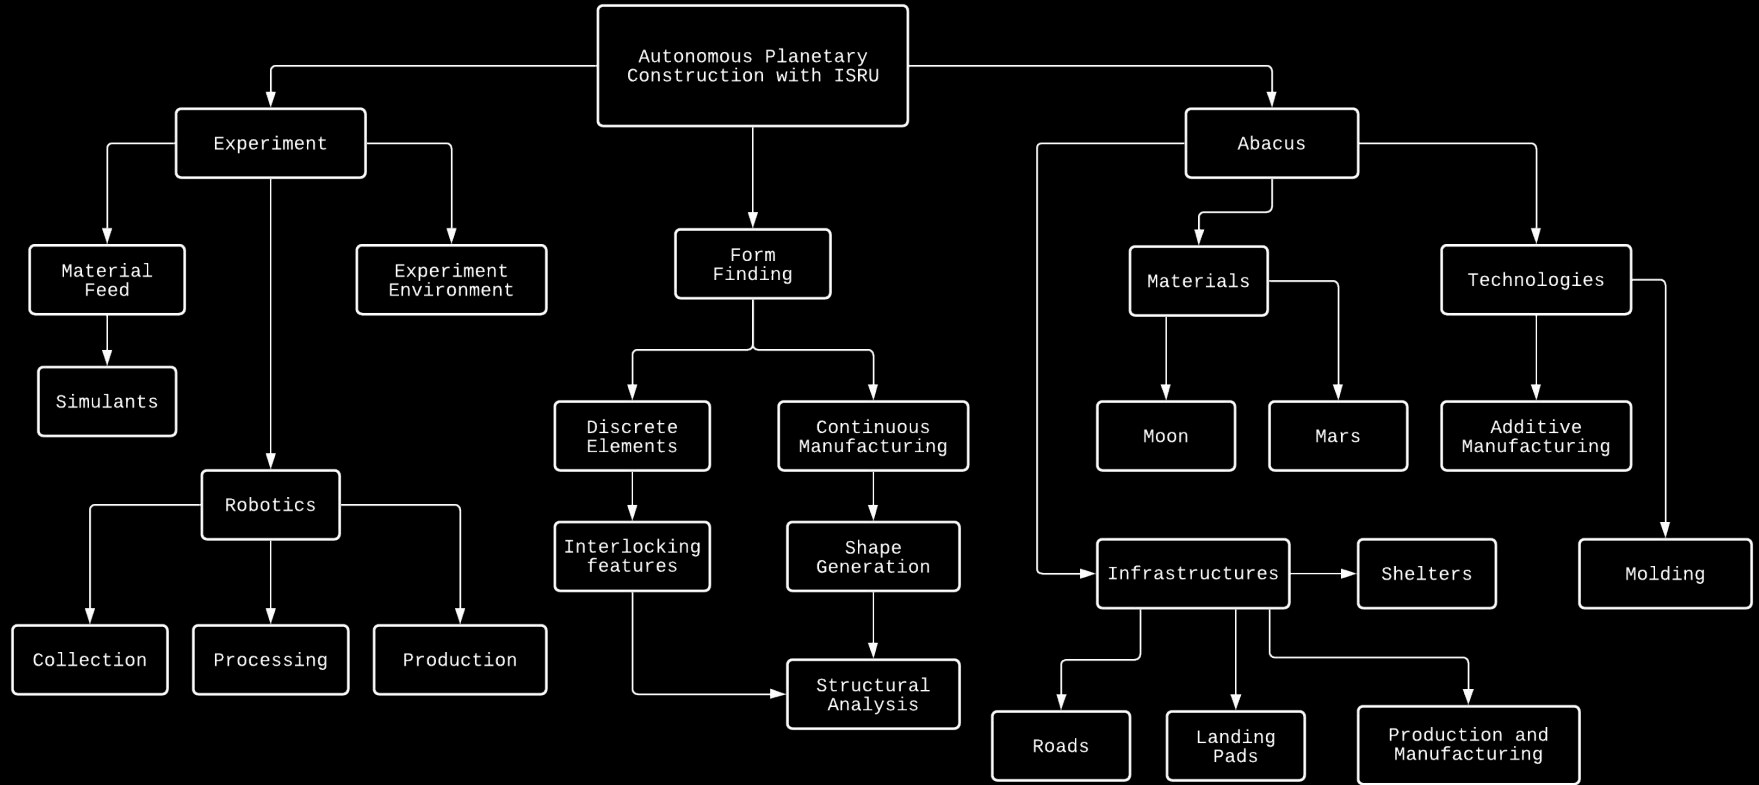 Autonomous Planetary
Construction with ISRU
Experiment
Abacus
Form
Finding
Material
Feed
Experiment
Environment
Materials
Technologies
Simulants
Discrete
Elements
Continuous
Manufacturing
Moon
Mars
Additive
Manufacturing
Robotics
Interlocking
features
Shape
Generation
Infrastructures
Shelters
Molding
Collection
Processing
Production
Structural
Analysis
Roads
Landing
Pads
Production and
Manufacturing